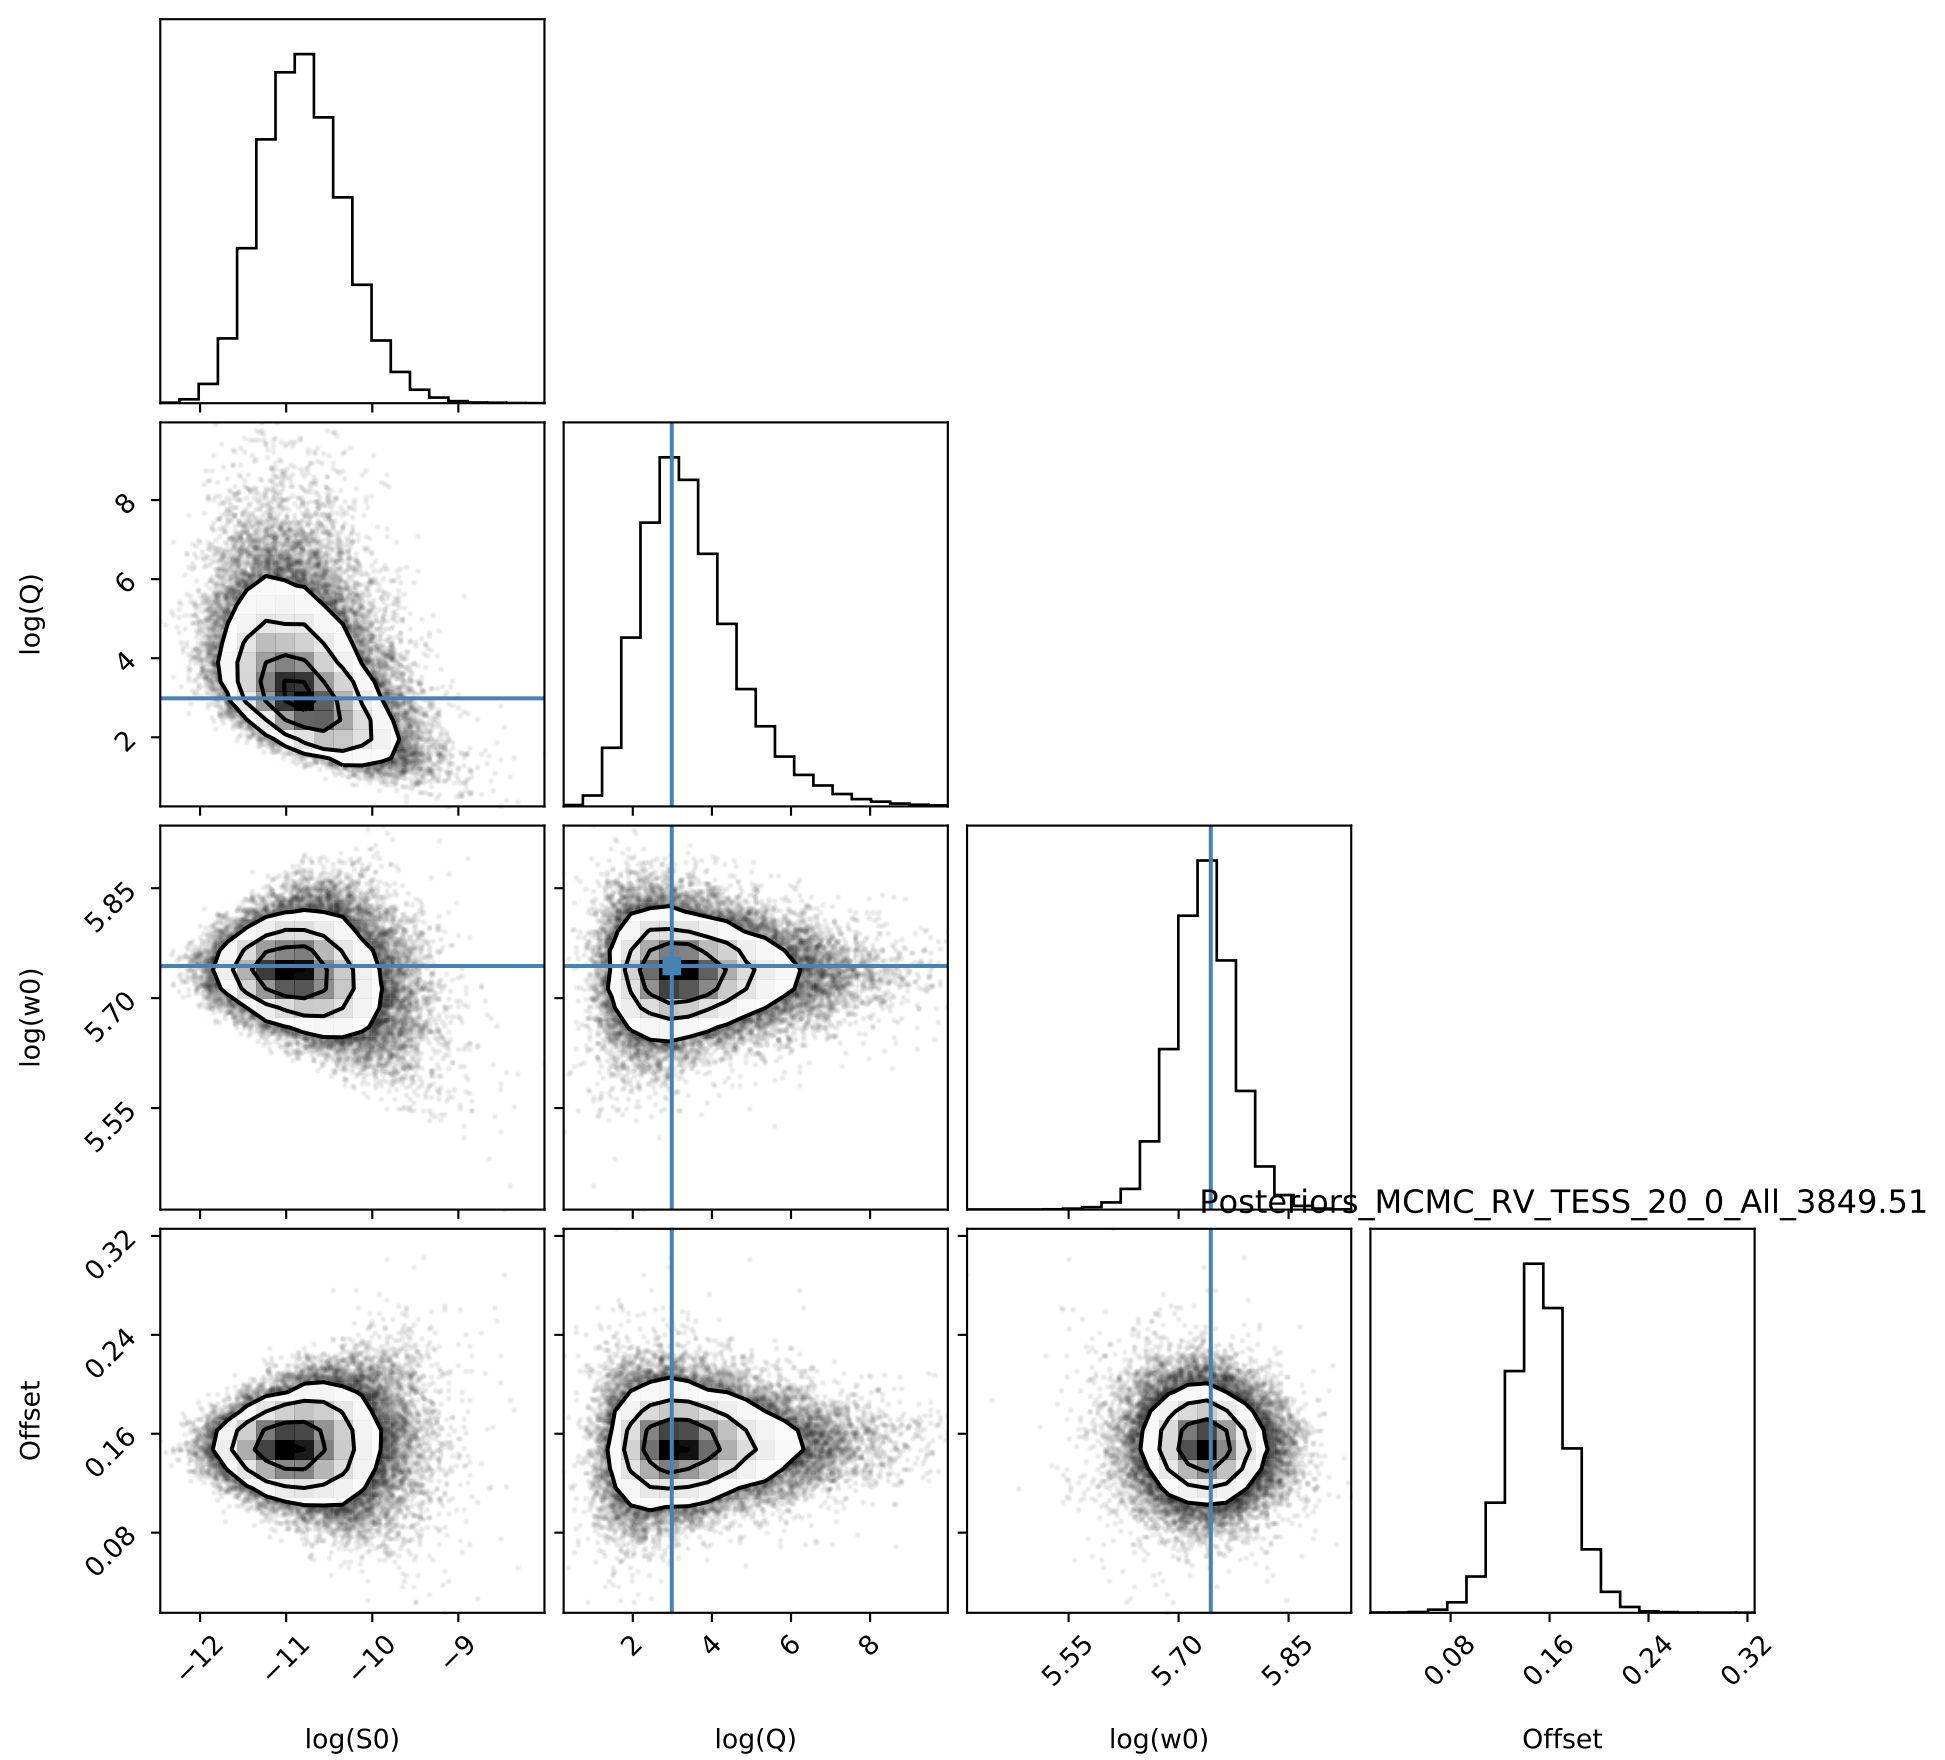 log(Q)
8
6
4
2
log(w0)
5.85
5.70
5.55
Posteriors_MCMC_RV_TESS_20_0_All_3849.51
Offset
0.32
0.24
0.16
0.08
−12 −11 −10 −9 2 4 6 8 5.55 5.70 5.85 0.08 0.16 0.24 0.32
log(S0) log(Q) log(w0) Offset